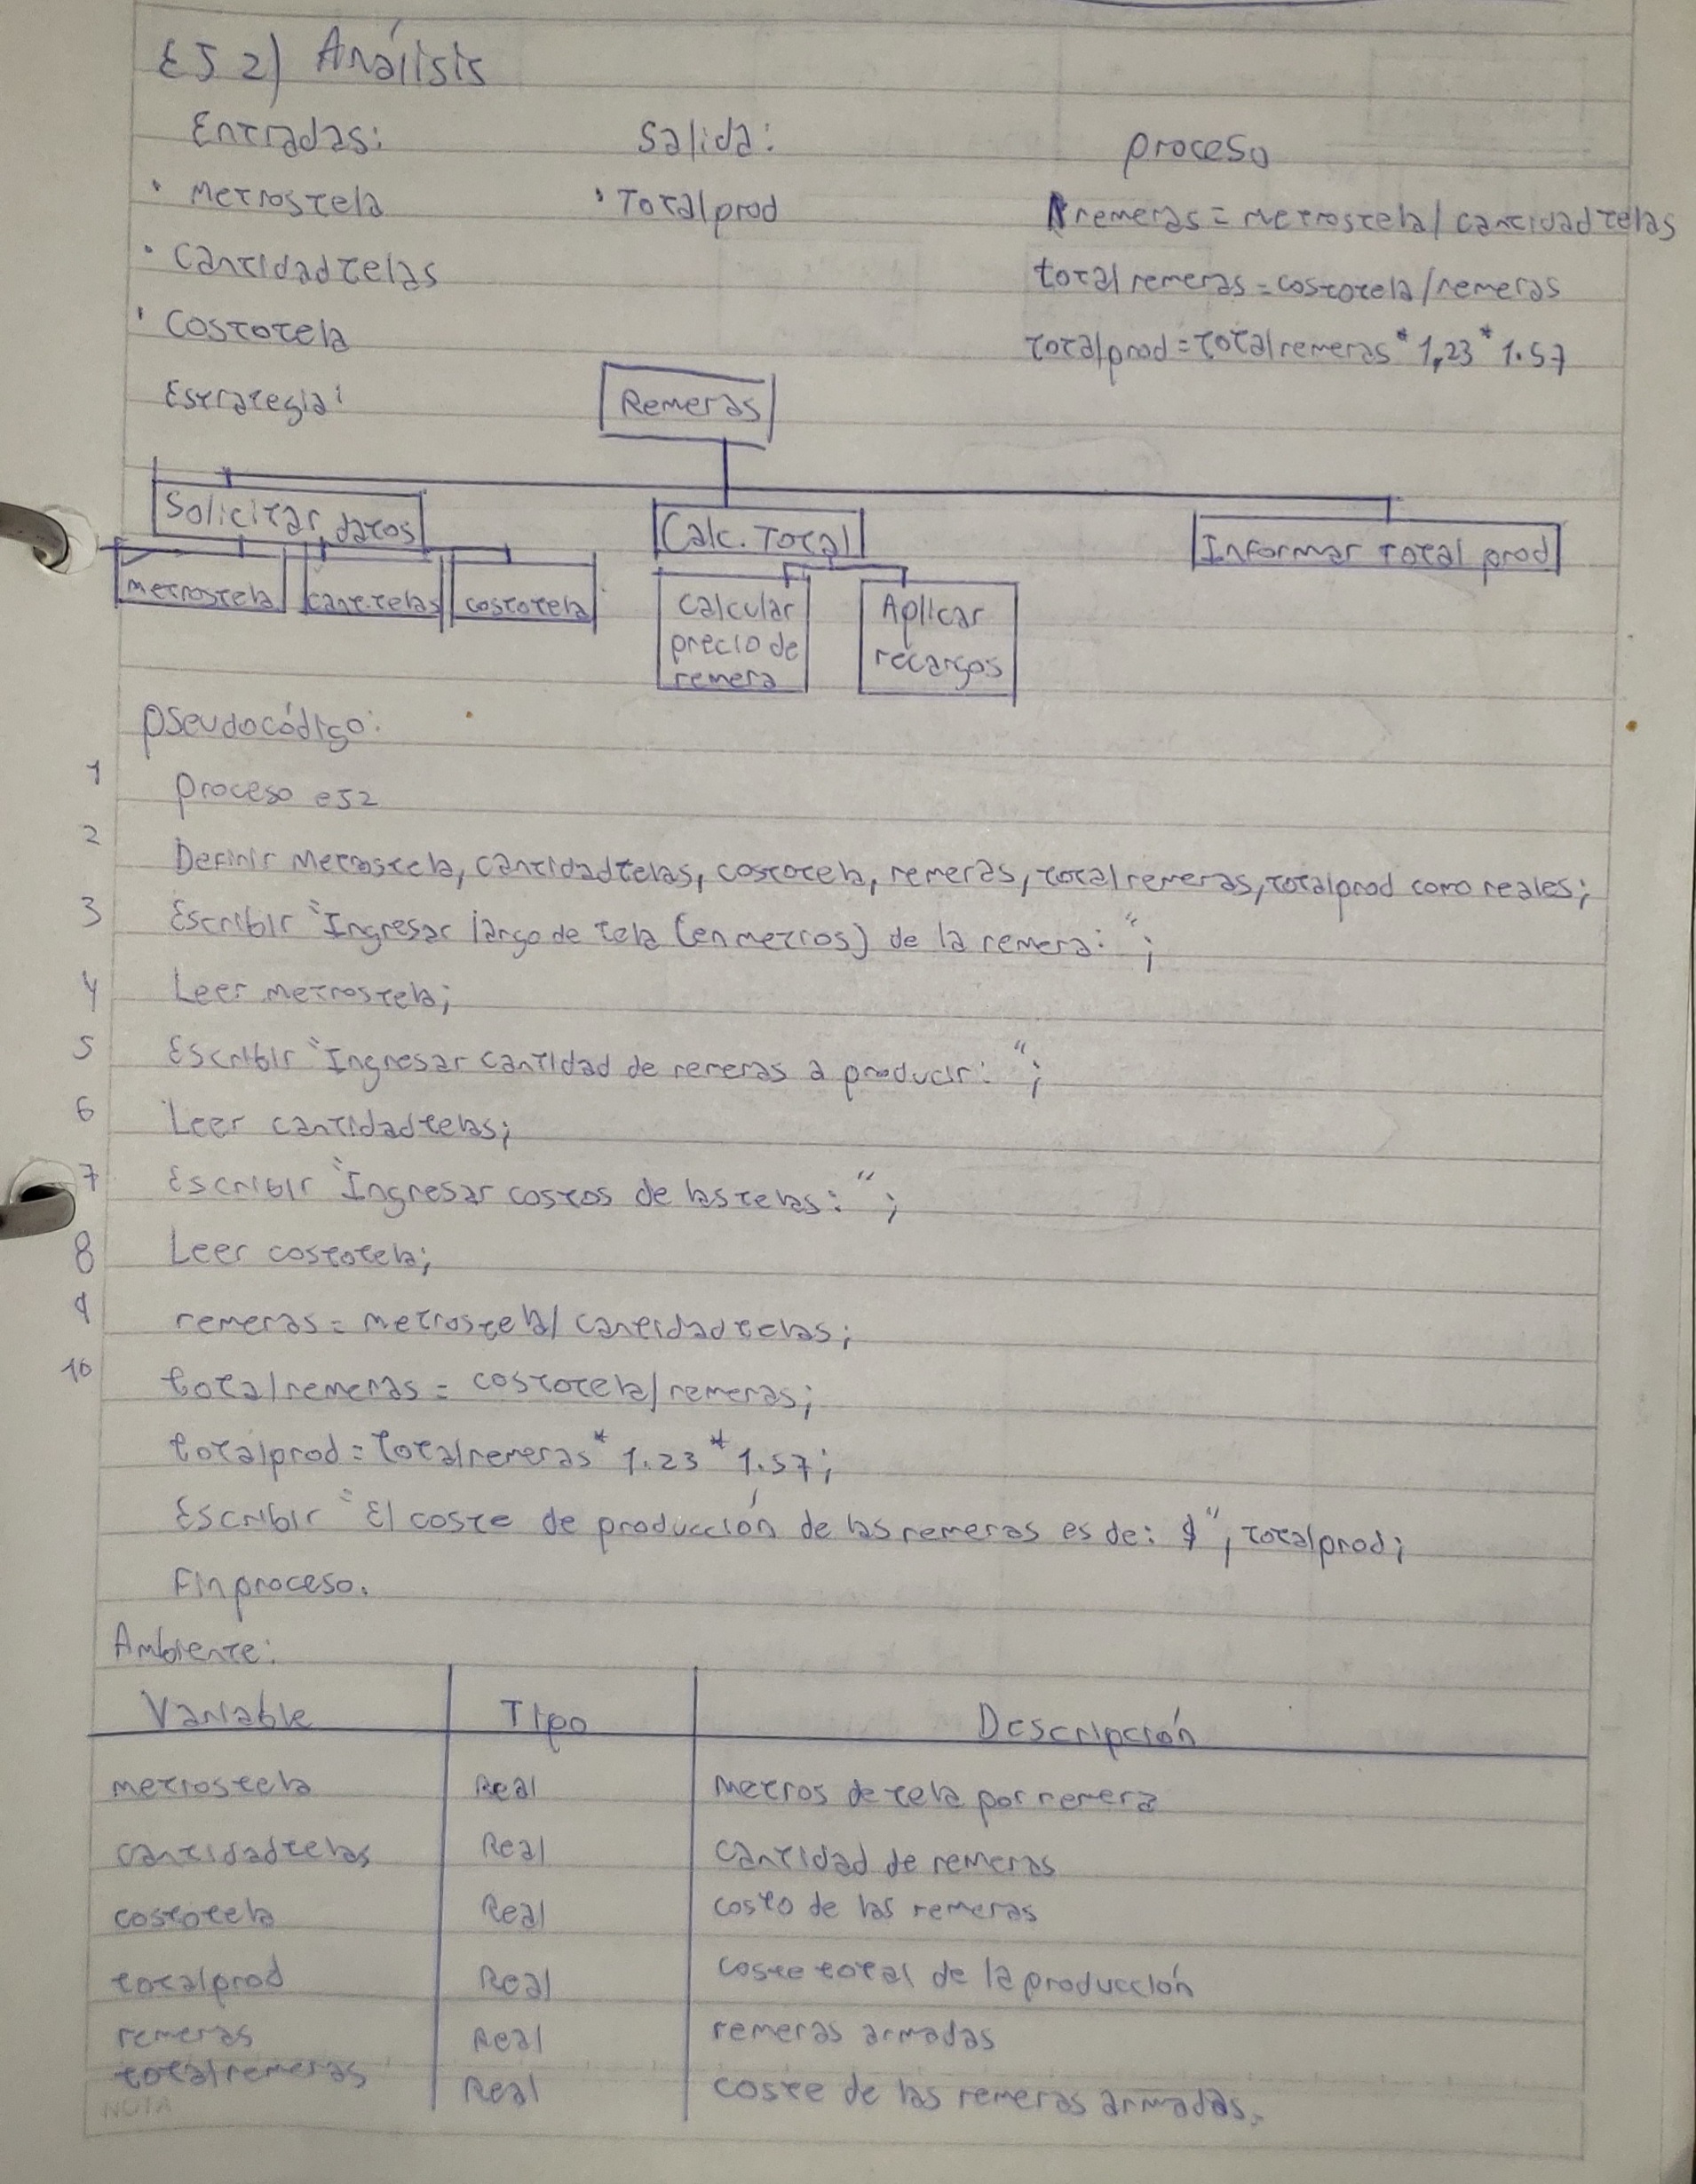 EJ 2) Análisis
Entradas: Salida: proceso
· Metrostela · Totalprod remeras = metrostela / cantidadtelas
· Cantidadtelas total remeras = costotela / remeras
· Costotela totalprod = totalremeras * 1,23 * 1.57
Estrategia: Remeras
Solicitar datos Calc. Total Informar total prod
metrostela cant.telas costotela Calcular precio de remera Aplicar recargos
Pseudocódigo:
1 Proceso ej2
2 Definir Metrostela, cantidadtelas, costotela, remeras, totalremeras, totalprod como reales;
3 Escribir "Ingresar largo de tela (en metros) de la remera: ";
4 Leer metrostela;
5 Escribir "Ingresar cantidad de remeras a producir: ";
6 Leer cantidadtelas;
7 Escribir "Ingresar costos de las telas: ";
8 Leer costotela;
9 remeras = metrostela / cantidadtelas;
10 totalremeras = costotela / remeras;
totalprod = totalremeras * 1.23 * 1.57;
Escribir "El coste de producción de las remeras es de: $", totalprod;
Finproceso.
Ambiente:
Variable Tipo Descripción
metrostela Real metros de tela por remera
cantidadtelas Real cantidad de remeras
costotela Real costo de las remeras
totalprod Real coste total de la producción
remeras Real remeras armadas
totalremeras Real coste de las remeras armadas.
NOTA